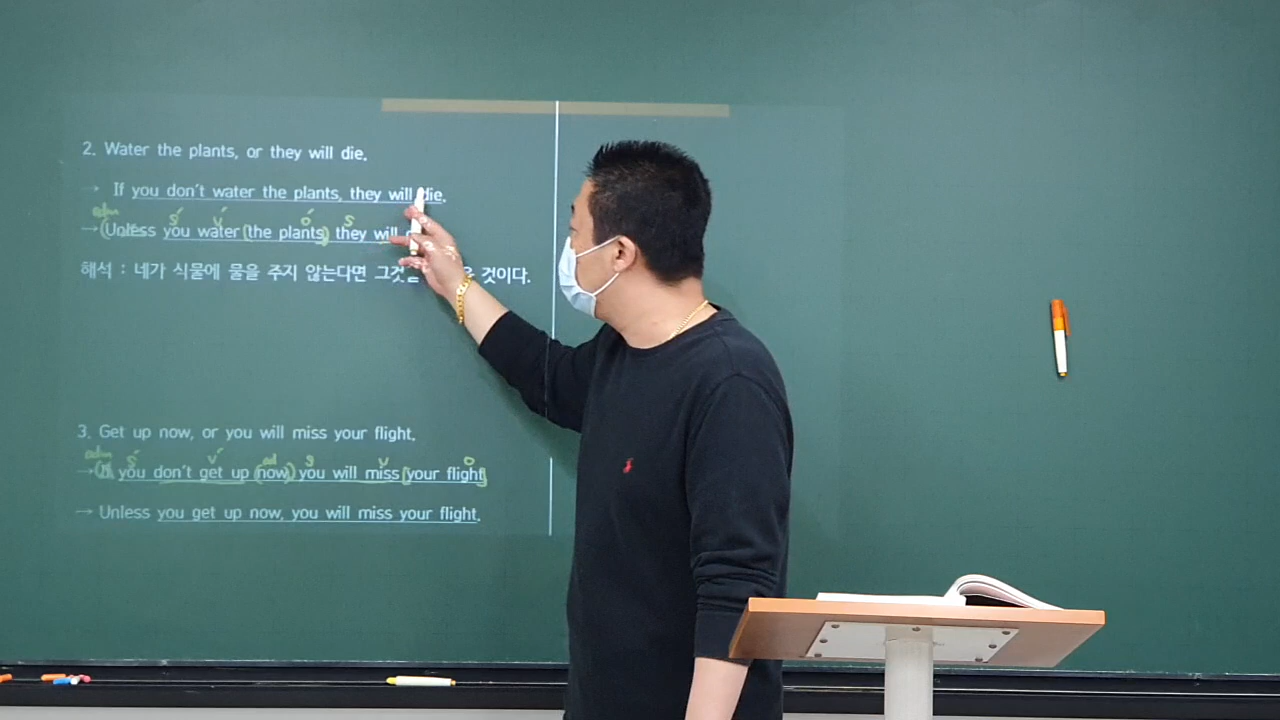 2. Water the plants, or they will die.
→ If you don't water the plants, they will die.
→ (Unless you water (the plants) they will
해석 : 네가 식물에 물을 주지 않는다면 것이다.
3. Get up now, or you will miss your flight.
→ (If you don't get up (now) you will miss (your flight)
→ Unless you get up now, you will miss your flight.